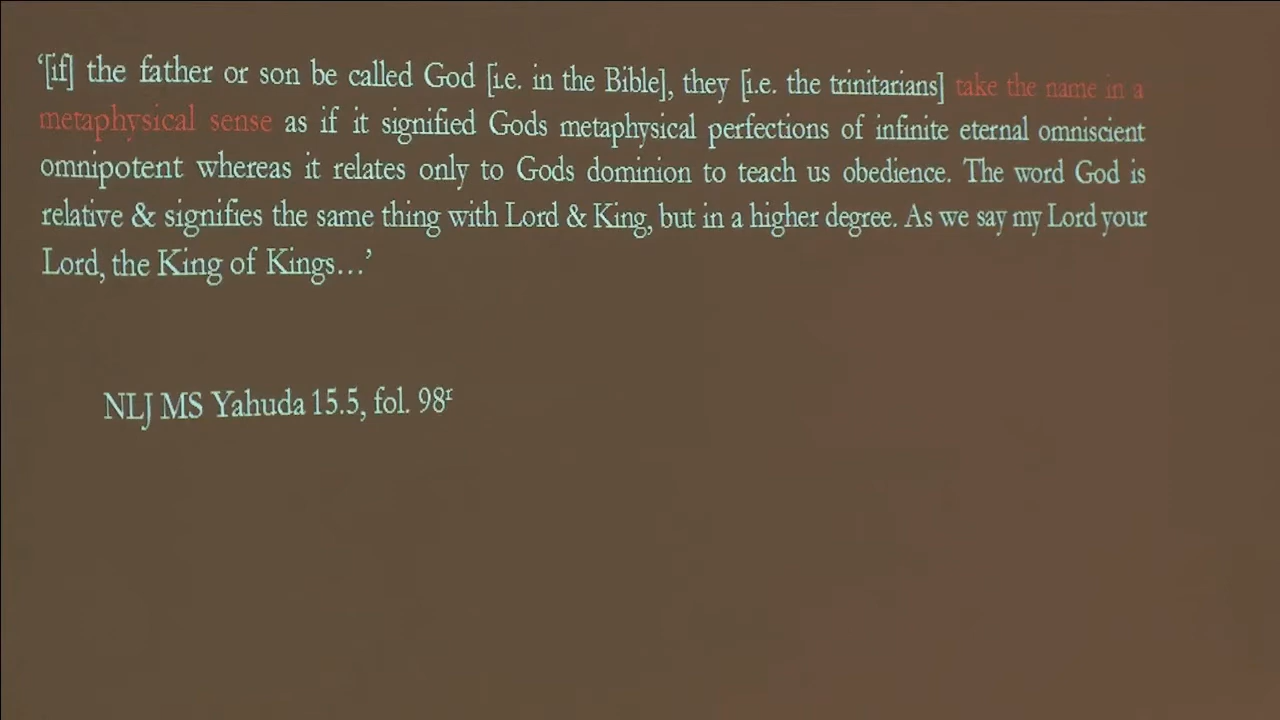 ‘[if] the father or son be called God [i.e. in the Bible], they [i.e. the trinitarians] take the name in a
metaphysical sense as if it signified Gods metaphysical perfections of infinite eternal omniscient
omnipotent whereas it relates only to Gods dominion to teach us obedience. The word God is
relative & signifies the same thing with Lord & King, but in a higher degree. As we say my Lord your
Lord, the King of Kings…’
NLJ MS Yahuda 15.5, fol. 98ʳ